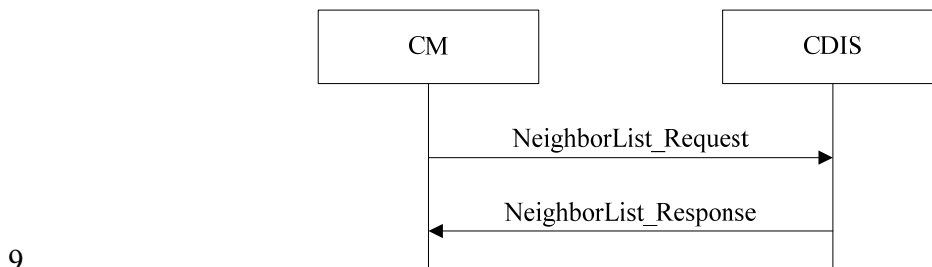 CM
CDIS
NeighborList_Request
NeighborList_Response
9